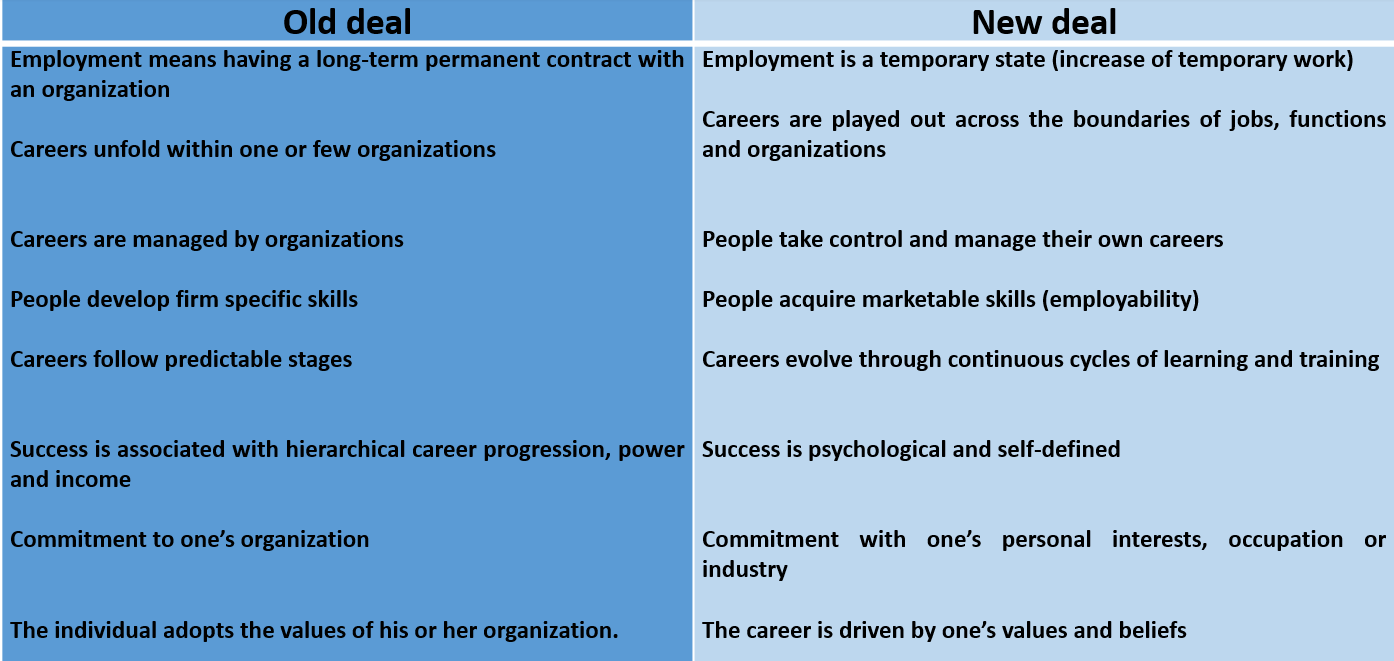 Old deal
New deal
Employment means having a long-term permanent contract with
an organization
Careers unfold within one or few organizations
Careers are managed by organizations
People develop firm specific skills
Careers follow predictable stages
Success is associated with hierarchical career progression, power
and income
Commitment to one’s organization
The individual adopts the values of his or her organization.
Employment is a temporary state (increase of temporary work)
Careers are played out across the boundaries of jobs, functions
and organizations
People take control and manage their own careers
People acquire marketable skills (employability)
Careers evolve through continuous cycles of learning and training
Success is psychological and self-defined
Commitment with one’s personal interests, occupation or
industry
The career is driven by one’s values and beliefs